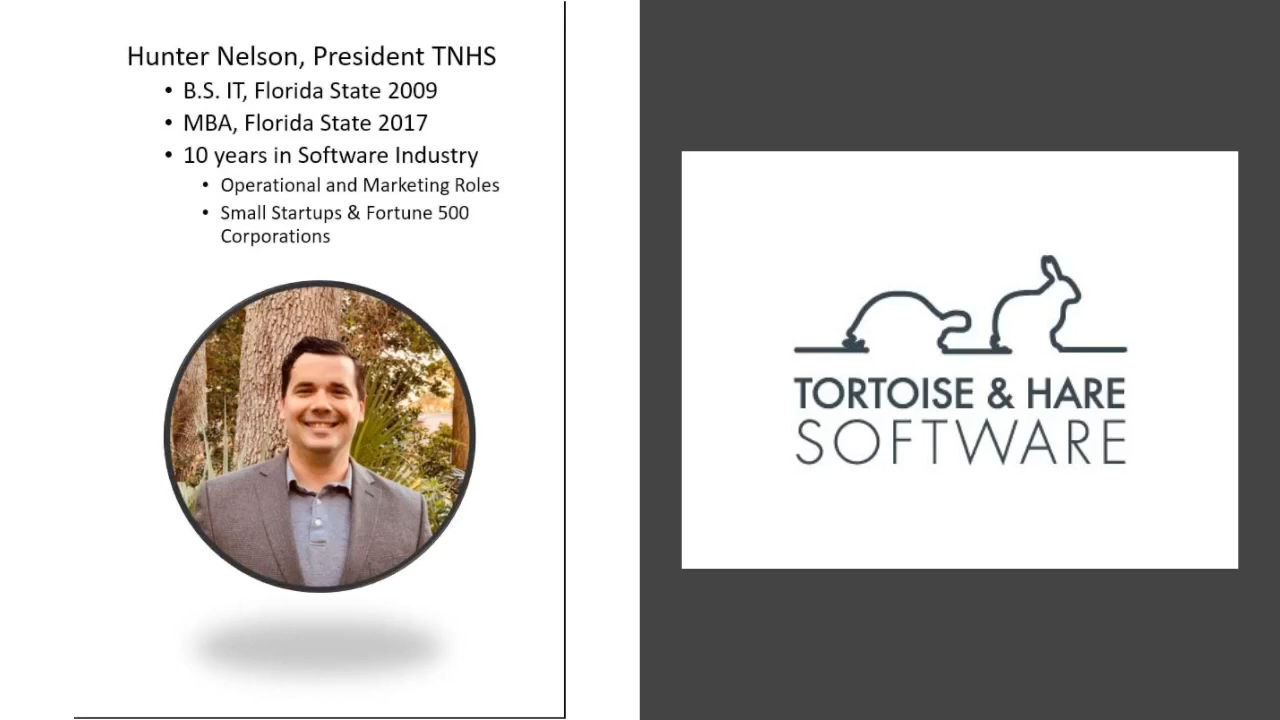 Hunter Nelson, President TNHS
• B.S. IT, Florida State 2009
• MBA, Florida State 2017
• 10 years in Software Industry
• Operational and Marketing Roles
• Small Startups & Fortune 500
Corporations
TORTOISE & HARE
SOFTWARE